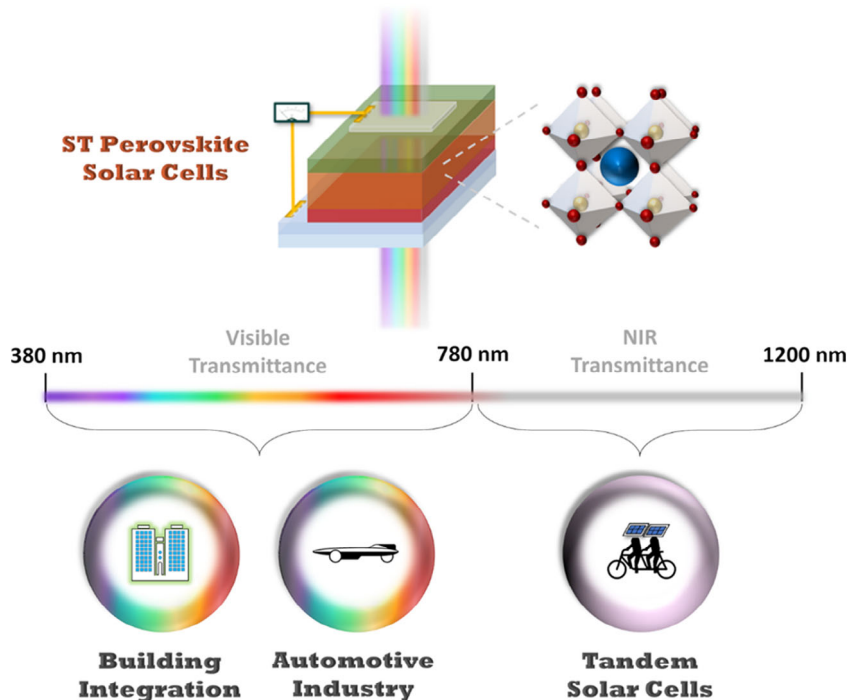 ST Perovskite
Solar Cells
Visible
Transmittance
NIR
Transmittance
380 nm
780 nm
1200 nm
Building
Integration
Automotive
Industry
Tandem
Solar Cells